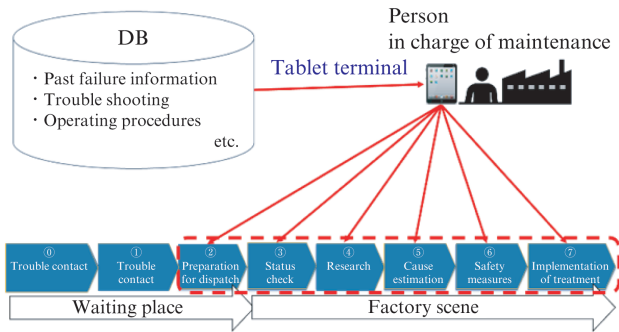 DB
・Past failure information
・Trouble shooting
・Operating procedures
etc.
Person
in charge of maintenance
Tablet terminal
⓪
Trouble contact
①
Trouble
contact
②
Preparation
for dispatch
③
Status
check
④
Research
⑤
Cause
estimation
⑥
Safety
measures
⑦
Implementation
of treatment
Waiting place
Factory scene